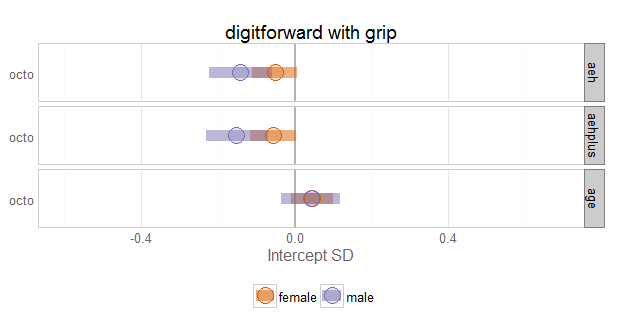 digitforward with grip
octo
aeh
octo
aehplus
octo
age
-0.4 0.0 0.4
Intercept SD
female male